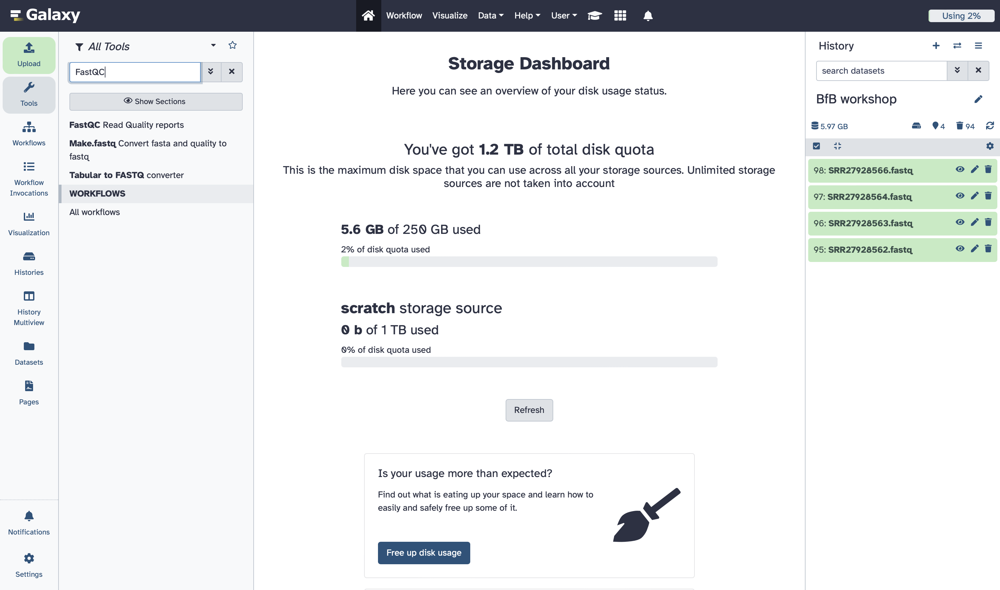 Galaxy
Workflow Visualize Data Help User
Using 2%
Upload
Tools
Workflows
Workflow
Invocations
Visualization
Histories
History
Multiview
Datasets
Pages
Notifications
Settings
All Tools
FastQC
Show Sections
FastQC Read Quality reports
Make.fastq Convert fasta and quality to
fastq
Tabular to FASTQ converter
WORKFLOWS
All workflows
Storage Dashboard
Here you can see an overview of your disk usage status.
You've got 1.2 TB of total disk quota
This is the maximum disk space that you can use across all your storage sources. Unlimited storage
sources are not taken into account
5.6 GB of 250 GB used
2% of disk quota used
scratch storage source
0 b of 1 TB used
0% of disk quota used
Refresh
Is your usage more than expected?
Find out what is eating up your space and learn how to
easily and safely free up some of it.
Free up disk usage
History
search datasets
BfB workshop
5.97 GB 4 94
98: SRR27928566.fastq
97: SRR27928564.fastq
96: SRR27928563.fastq
95: SRR27928562.fastq